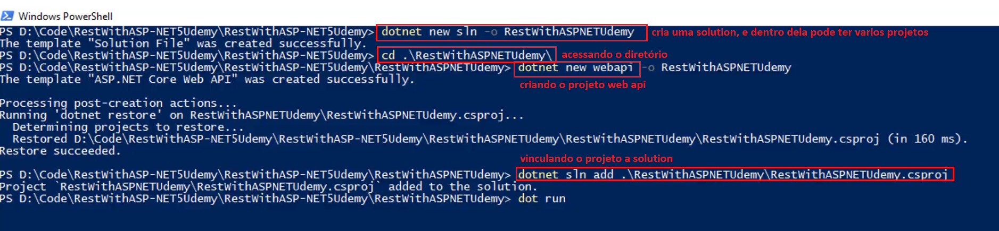 Windows PowerShell
PS D:\Code\RestWithASP-NET5Udemy\RestWithASP-NET5Udemy> dotnet new sln -o RestWithASPNETUdemy cria uma solution, e dentro dela pode ter varios projetos
The template "Solution File" was created successfully.
PS D:\Code\RestWithASP-NET5Udemy\RestWithASP-NET5Udemy> cd .\RestWithASPNETUdemy\ acessando o diretório
PS D:\Code\RestWithASP-NET5Udemy\RestWithASP-NET5Udemy\RestWithASPNETUdemy> dotnet new webapi -o RestWithASPNETUdemy
The template "ASP.NET Core Web API" was created successfully.
criando o projeto web api
Processing post-creation actions...
Running 'dotnet restore' on RestWithASPNETUdemy\RestWithASPNETUdemy.csproj...
Determining projects to restore...
Restored D:\Code\RestWithASP-NET5Udemy\RestWithASP-NET5Udemy\RestWithASPNETUdemy\RestWithASPNETUdemy\RestWithASPNETUdemy.csproj (in 160 ms).
Restore succeeded.
vinculando o projeto a solution
PS D:\Code\RestWithASP-NET5Udemy\RestWithASP-NET5Udemy\RestWithASPNETUdemy> dotnet sln add .\RestWithASPNETUdemy\RestWithASPNETUdemy.csproj
Project `RestWithASPNETUdemy\RestWithASPNETUdemy.csproj` added to the solution.
PS D:\Code\RestWithASP-NET5Udemy\RestWithASP-NET5Udemy\RestWithASPNETUdemy> dot run